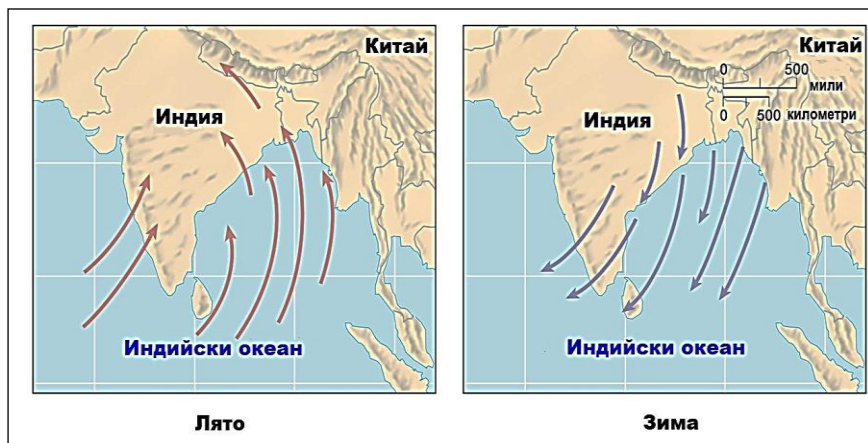 Китай
Индия
Индийски океан
Лято
Китай
0 500
мили
0 500 километри
Индия
Индийски океан
Зима